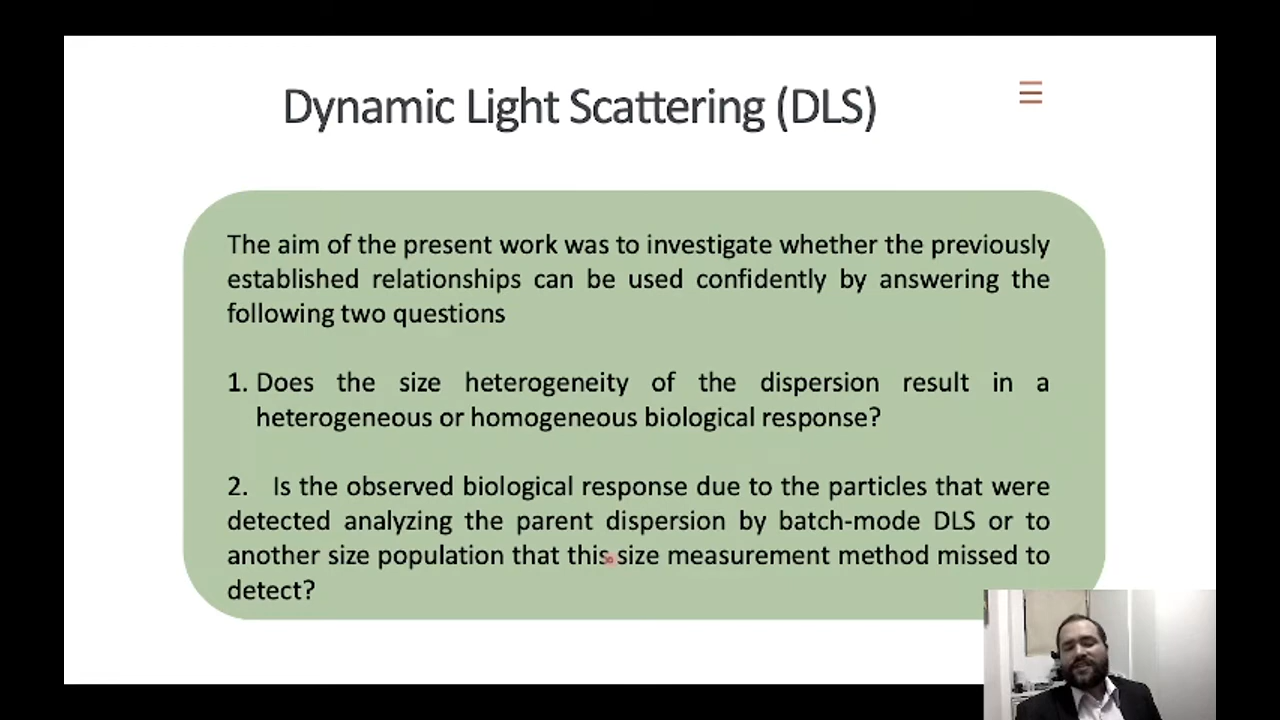 Dynamic Light Scattering (DLS)
The aim of the present work was to investigate whether the previously
established relationships can be used confidently by answering the
following two questions
1. Does the size heterogeneity of the dispersion result in a
heterogeneous or homogeneous biological response?
2. Is the observed biological response due to the particles that were
detected analyzing the parent dispersion by batch-mode DLS or to
another size population that this size measurement method missed to
detect?